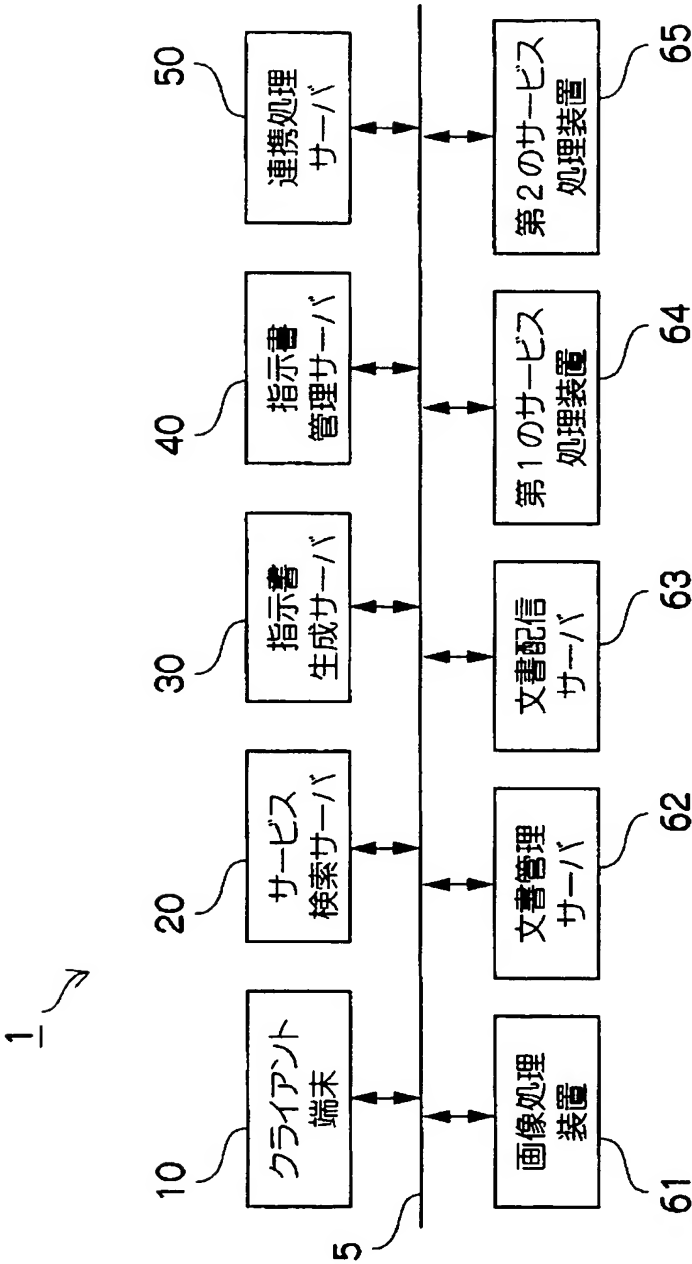 1
10
クライアント
端末
20
サービス
検索サーバ
30
指示書
生成サーバ
40
指示書
管理サーバ
50
連携処理
サーバ
5
画像処理
装置
61
文書管理
サーバ
62
文書配信
サーバ
63
第1のサービス
処理装置
64
第2のサービス
処理装置
65